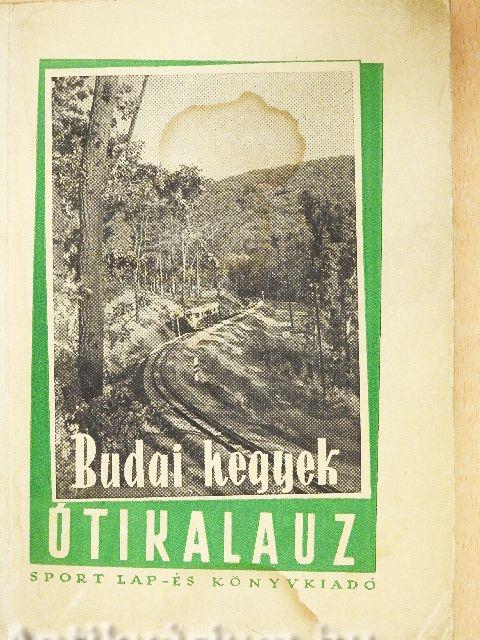 Budai hegyek
ÚTIKALAUZ
SPORT LAP-ÉS KÖNYVKIADÓ